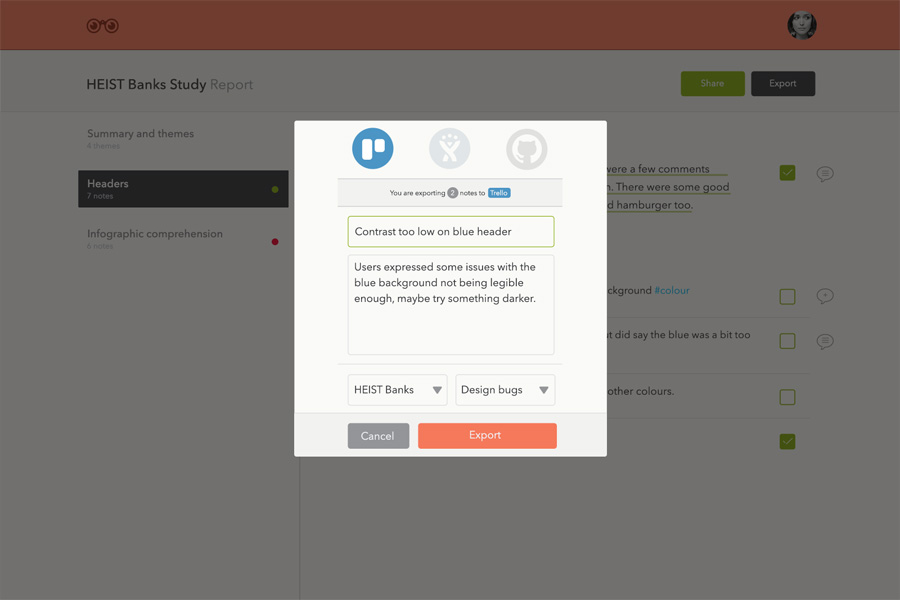 HEIST Banks Study Report
Share
Export
Summary and themes
4 themes
Headers
7 notes
Infographic comprehension
6 notes
You are exporting 2 notes to Trello
Contrast too low on blue header
Users expressed some issues with the
blue background not being legible
enough, maybe try something darker.
HEIST Banks
Design bugs
Cancel
Export
were a few comments
. There were some good
d hamburger too.
ckground #colour
t did say the blue was a bit too
other colours.